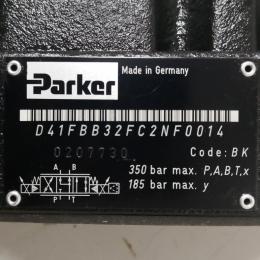 Parker
Made in Germany
D41FBB32FC2NF0014
0207730
Code: BK
A B
P T
350 bar max. P,A,B,T,x
185 bar max. y